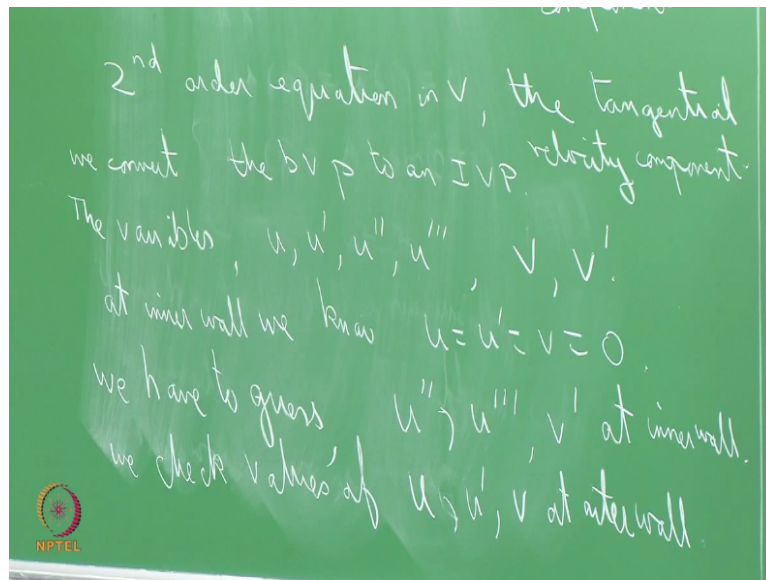 2nd order equation in v, the tangential
velocity component.
we convert the bvp to an IVP.
The variables, u, u', u'', u''', v, v'.
at inner wall we know u = u' = v = 0.
we have to guess, u'', u''', v' at inner wall.
we check values of u, u', v at outer wall
NPTEL